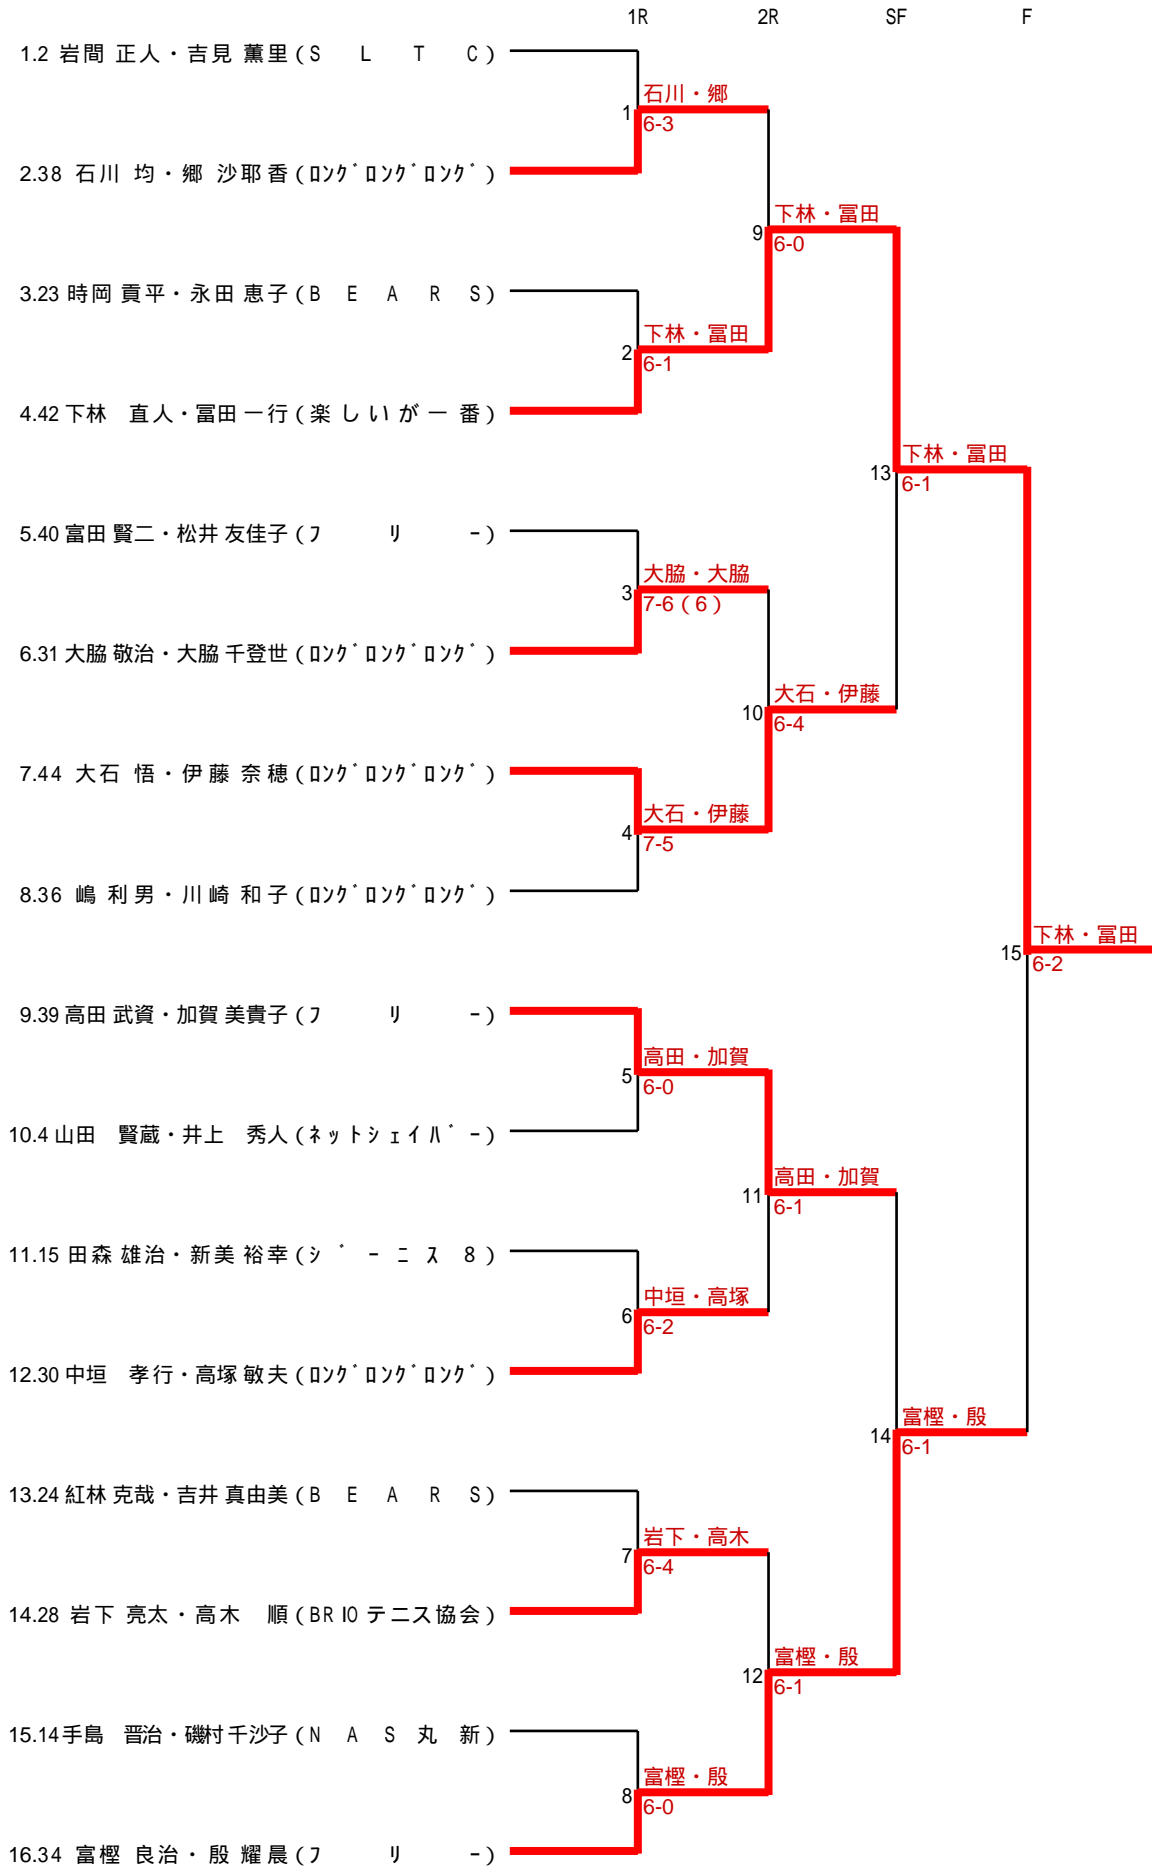 1R 2R SF F
1.2 岩間 正人・吉見 薫里 (S L T C)
石川・郷
1
6-3
2.38 石川 均・郷 沙耶香 (ﾛﾝｸﾞﾛﾝｸﾞﾛﾝｸﾞ)
下林・冨田
9
6-0
3.23 時岡 貢平・永田 恵子 (B E A R S)
下林・冨田
2
6-1
4.42 下林 直人・冨田 一行 (楽しいが一番)
下林・冨田
13
6-1
5.40 富田 賢二・松井 友佳子 (ﾌ ﾘ ｰ)
大脇・大脇
3
7-6(6)
6.31 大脇 敬治・大脇 千登世 (ﾛﾝｸﾞﾛﾝｸﾞﾛﾝｸﾞ)
大石・伊藤
10
6-4
7.44 大石 悟・伊藤 奈穂 (ﾛﾝｸﾞﾛﾝｸﾞﾛﾝｸﾞ)
大石・伊藤
4
7-5
8.36 嶋 利男・川崎 和子 (ﾛﾝｸﾞﾛﾝｸﾞﾛﾝｸﾞ)
下林・冨田
15
6-2
9.39 高田 武資・加賀 美貴子 (ﾌ ﾘ ｰ)
高田・加賀
5
6-0
10.4 山田 賢蔵・井上 秀人 (ﾈｯﾄｼｪｲﾊﾞｰ)
高田・加賀
11
6-1
11.15 田森 雄治・新美 裕幸 (ｼﾞｰﾆｽ8)
中垣・高塚
6
6-2
12.30 中垣 孝行・高塚 敏夫 (ﾛﾝｸﾞﾛﾝｸﾞﾛﾝｸﾞ)
富樫・殷
14
6-1
13.24 紅林 克哉・吉井 真由美 (B E A R S)
岩下・高木
7
6-4
14.28 岩下 亮太・高木 順 (BRIO テニス協会)
富樫・殷
12
6-1
15.14 手島 晋治・磯村 千沙子 (N A S 丸 新)
富樫・殷
8
6-0
16.34 富樫 良治・殷 耀晨 (ﾌ ﾘ ｰ)